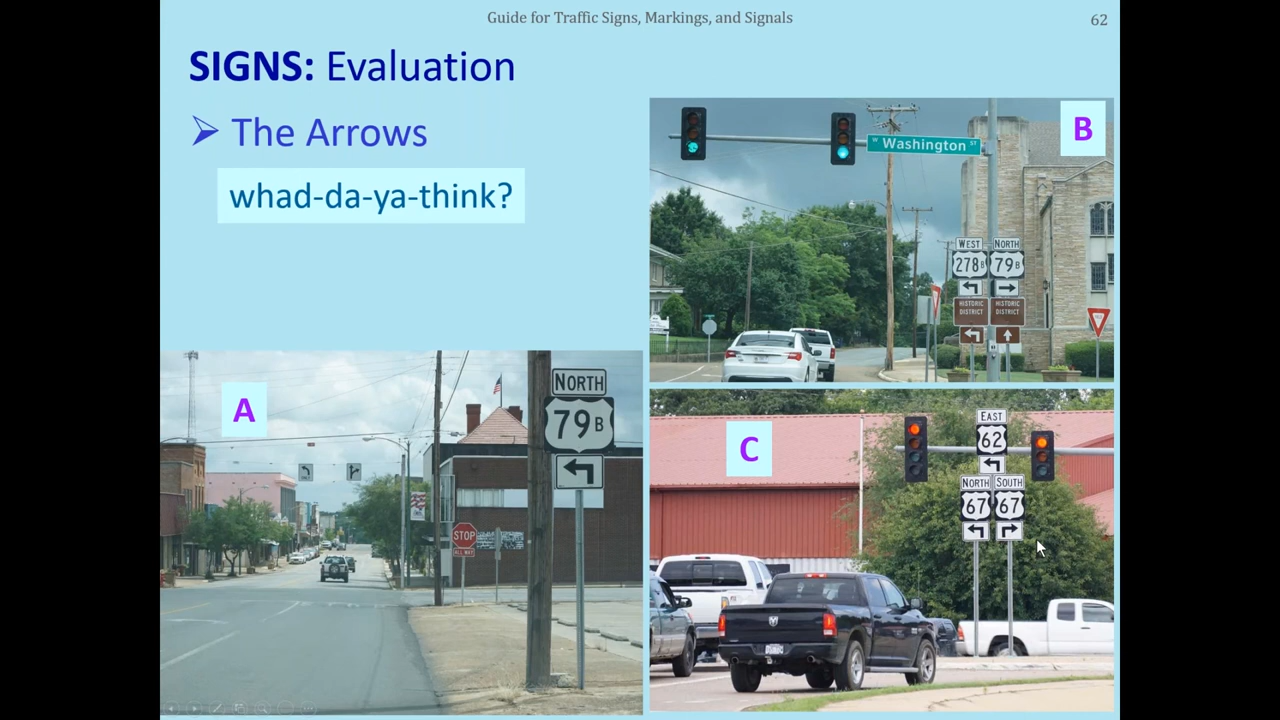 Guide for Traffic Signs, Markings, and Signals
62
SIGNS: Evaluation
The Arrows
whad-da-ya-think?
B
W Washington ST
WEST
278B
NORTH
79B
HISTORIC
DISTRICT
HISTORIC
DISTRICT
YIELD
A
NORTH
79B
STOP
ALL WAY
C
EAST
62
NORTH
67
SOUTH
67